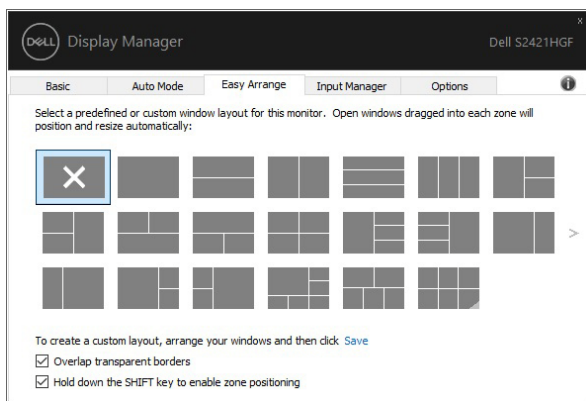 DELL Display Manager
Dell S2421HGF
Basic
Auto Mode
Easy Arrange
Input Manager
Options
Select a predefined or custom window layout for this monitor. Open windows dragged into each zone will
position and resize automatically:
To create a custom layout, arrange your windows and then click Save
Overlap transparent borders
Hold down the SHIFT key to enable zone positioning